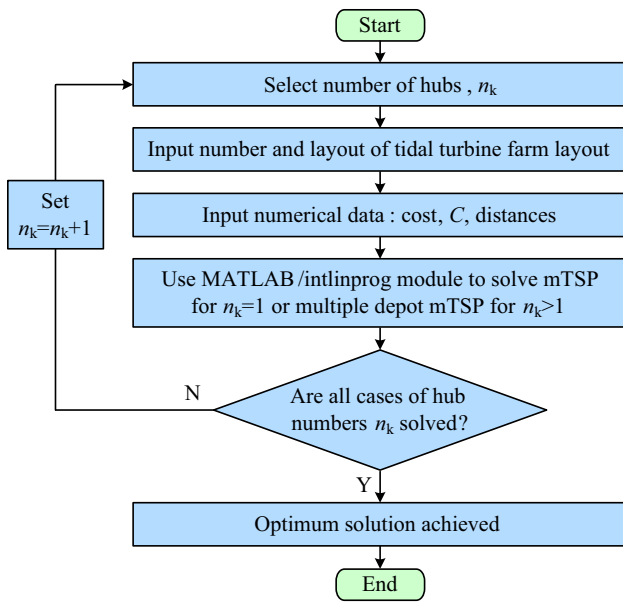 Start
Select number of hubs , nk
Input number and layout of tidal turbine farm layout
Set
nk=nk+1
Input numerical data : cost, C, distances
Use MATLAB/intlinprog module to solve mTSP
for nk=1 or multiple depot mTSP for nk>1
N
Are all cases of hub
numbers nk solved?
Y
Optimum solution achieved
End